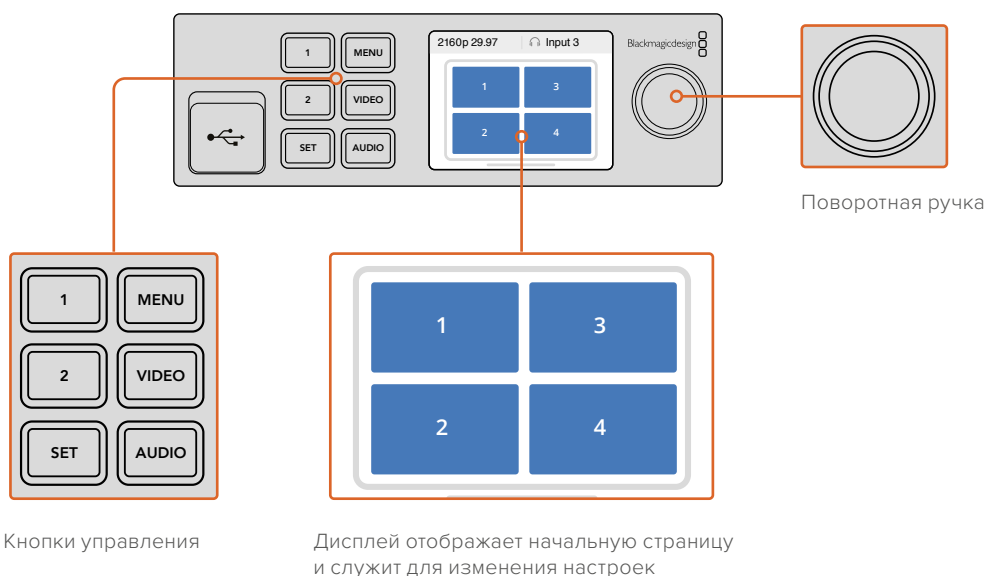 1
MENU
2160p 29.97
Input 3
Blackmagicdesign
1
3
2
VIDEO
2
4
SET
AUDIO
Поворотная ручка
1
MENU
2
VIDEO
SET
AUDIO
1
3
2
4
Кнопки управления
Дисплей отображает начальную страницу
и служит для изменения настроек